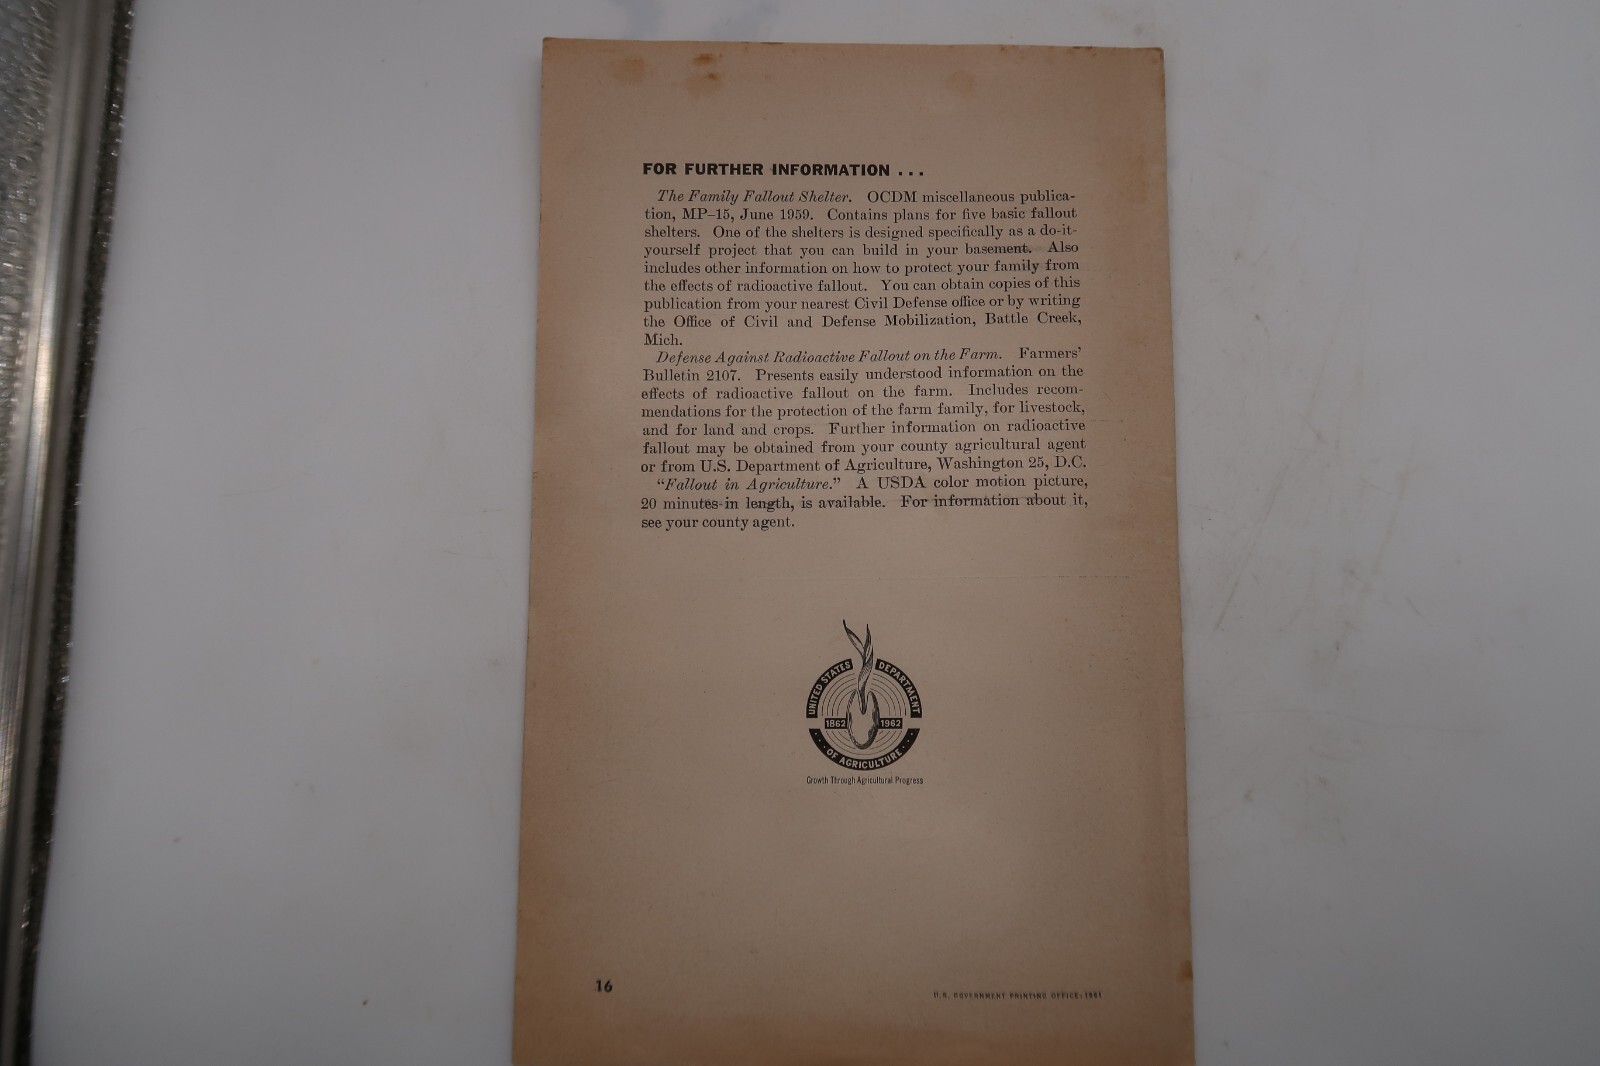 FOR FURTHER INFORMATION . . .
The Family Fallout Shelter. OCDM miscellaneous publica-
tion, MP–15, June 1959. Contains plans for five basic fallout
shelters. One of the shelters is designed specifically as a do-it-
yourself project that you can build in your basement. Also
includes other information on how to protect your family from
the effects of radioactive fallout. You can obtain copies of this
publication from your nearest Civil Defense office or by writing
the Office of Civil and Defense Mobilization, Battle Creek,
Mich.
Defense Against Radioactive Fallout on the Farm. Farmers'
Bulletin 2107. Presents easily understood information on the
effects of radioactive fallout on the farm. Includes recom-
mendations for the protection of the farm family, for livestock,
and for land and crops. Further information on radioactive
fallout may be obtained from your county agricultural agent
or from U.S. Department of Agriculture, Washington 25, D.C.
"Fallout in Agriculture." A USDA color motion picture,
20 minutes in length, is available. For information about it,
see your county agent.
UNITED STATES DEPARTMENT
1862 1962
OF AGRICULTURE
Growth Through Agricultural Progress
16
U.S. GOVERNMENT PRINTING OFFICE: 1961